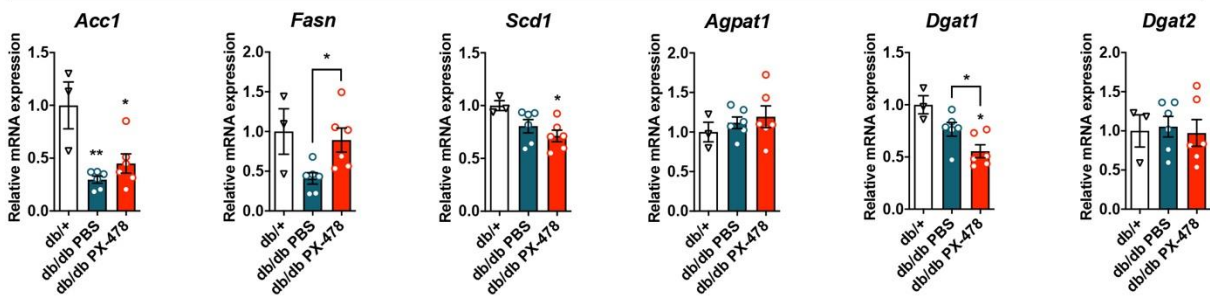 Acc1
Relative mRNA expression
1.5
1.0
0.5
0.0
*
**
db/+
db/db PBS
db/db PX-478
Fasn
Relative mRNA expression
2.0
1.5
1.0
0.5
0.0
*
db/+
db/db PBS
db/db PX-478
Scd1
Relative mRNA expression
1.5
1.0
0.5
0.0
*
db/+
db/db PBS
db/db PX-478
Agpat1
Relative mRNA expression
2.0
1.5
1.0
0.5
0.0
db/+
db/db PBS
db/db PX-478
Dgat1
Relative mRNA expression
1.5
1.0
0.5
0.0
*
*
db/+
db/db PBS
db/db PX-478
Dgat2
Relative mRNA expression
2.0
1.5
1.0
0.5
0.0
db/+
db/db PBS
db/db PX-478